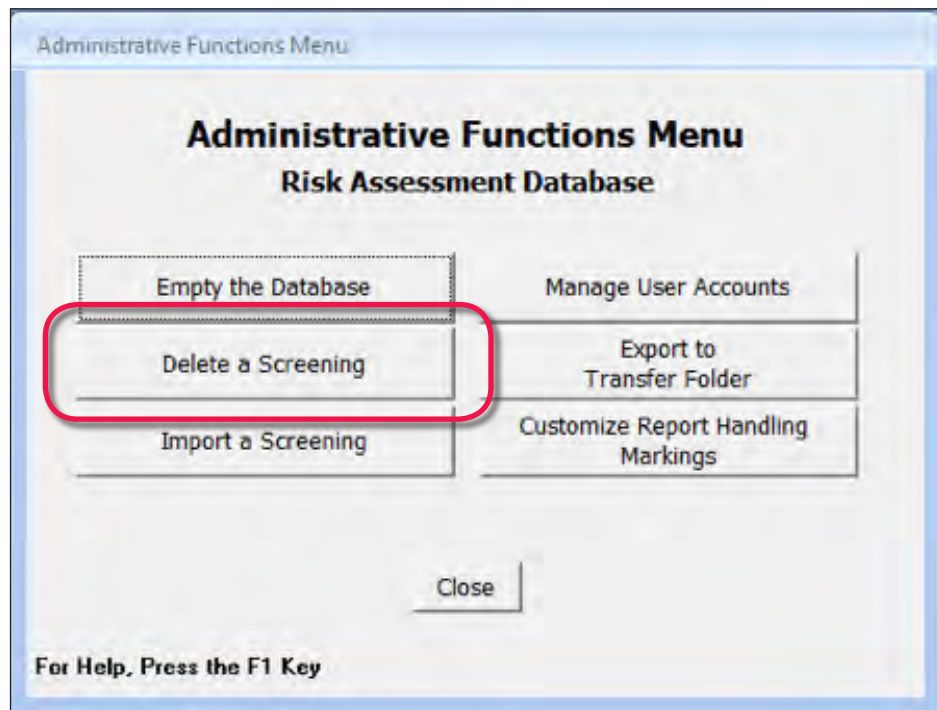 Administrative Functions Menu
Administrative Functions Menu
Risk Assessment Database
Empty the Database
Manage User Accounts
Delete a Screening
Export to
Transfer Folder
Import a Screening
Customize Report Handling
Markings
Close
For Help, Press the F1 Key